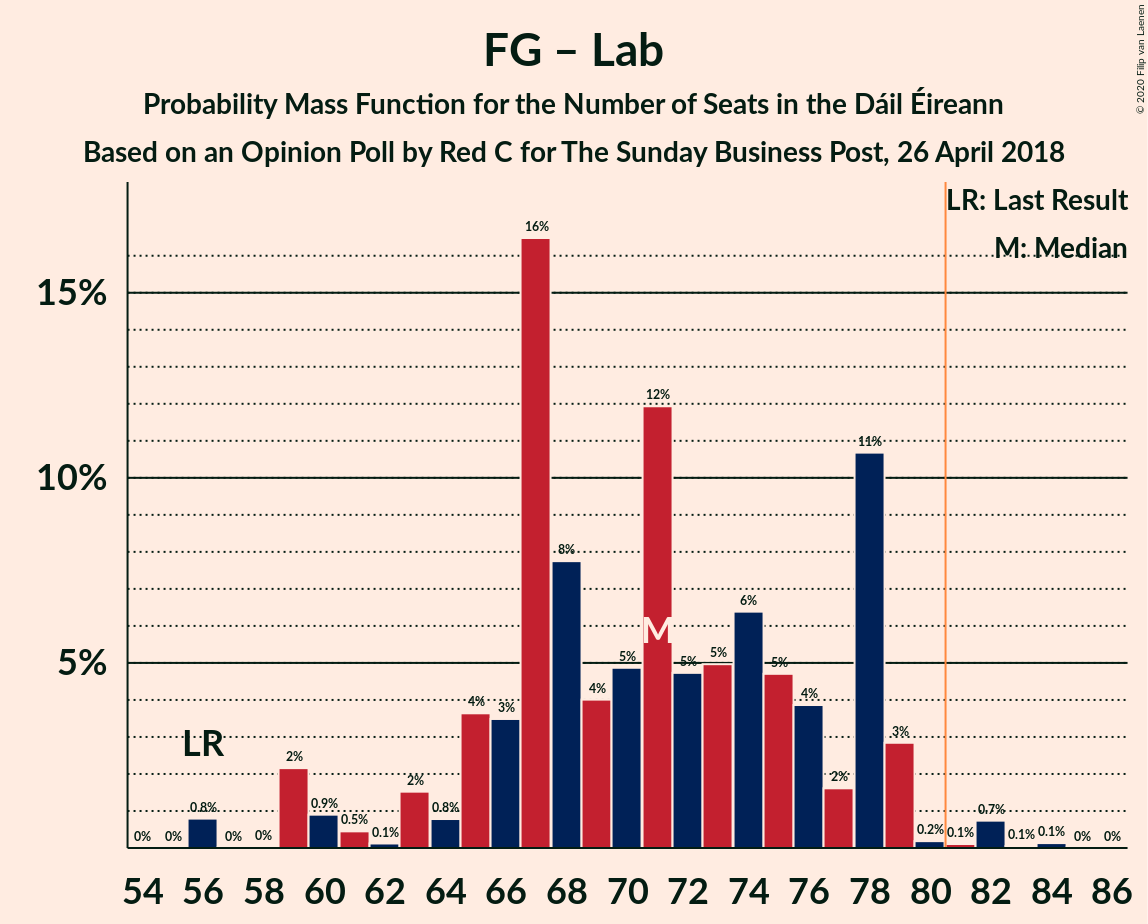 FG – Lab
Probability Mass Function for the Number of Seats in the Dáil Éireann
Based on an Opinion Poll by Red C for The Sunday Business Post, 26 April 2018
© 2020 Filip van Laenen
LR: Last Result
M: Median
15%
10%
5%
0% 0% 0.8% 0% 0% 2% 0.9% 0.5% 0.1% 2% 0.8% 4% 3% 16% 8% 4% 5% 12% 5% 5% 6% 5% 4% 2% 11% 3% 0.2% 0.1% 0.7% 0.1% 0.1% 0% 0%
LR
M
54 56 58 60 62 64 66 68 70 72 74 76 78 80 82 84 86